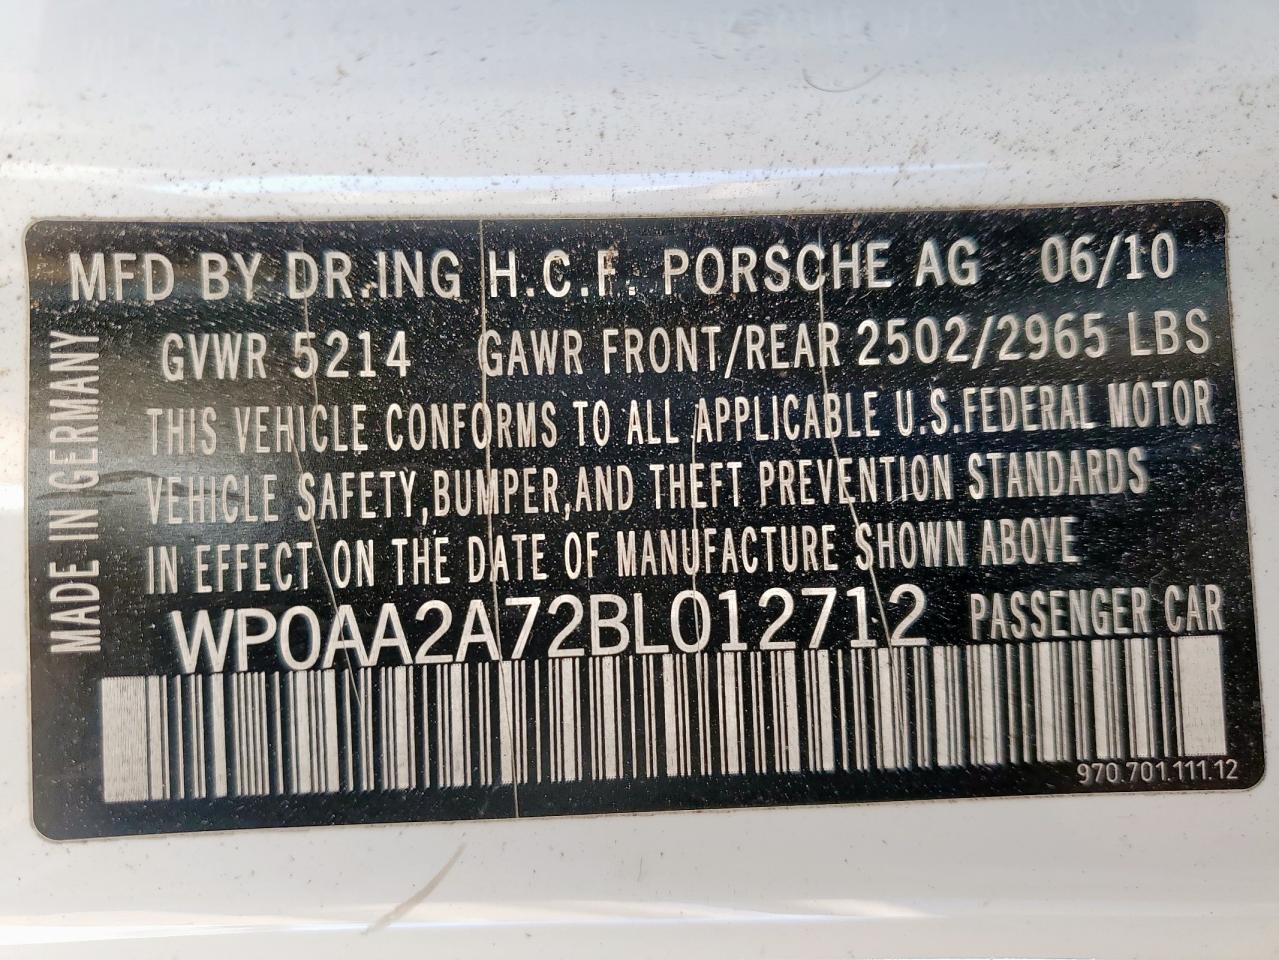 MFD BY DR.ING H.C.F. PORSCHE AG 06/10
GVWR 5214 GAWR FRONT/REAR 2502/2965 LBS
THIS VEHICLE CONFORMS TO ALL APPLICABLE U.S.FEDERAL MOTOR
VEHICLE SAFETY,BUMPER,AND THEFT PREVENTION STANDARDS
IN EFFECT ON THE DATE OF MANUFACTURE SHOWN ABOVE
WP0AA2A72BL012712 PASSENGER CAR
970.701.111.12
MADE IN GERMANY